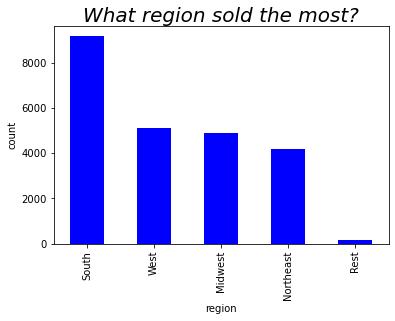 What region sold the most?
count
8000
6000
4000
2000
0
South
West
Midwest
Northeast
Rest
region